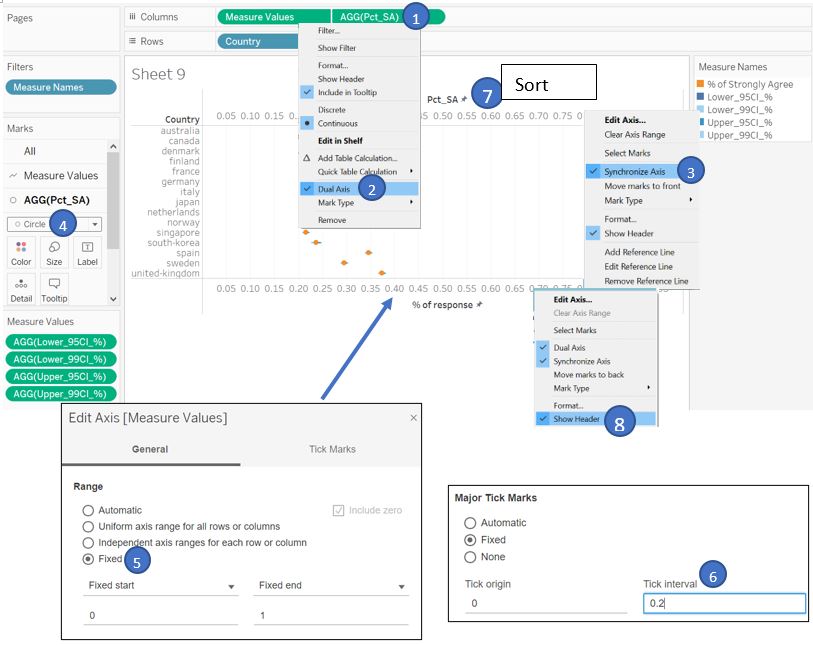 Pages
Columns
Measure Values
AGG(Pct_SA)
1
Rows
Country
Filters
Measure Names
Marks
All
Measure Values
AGG(Pct_SA)
Circle
4
Color
Size
Label
Detail
Tooltip
Measure Values
AGG(Lower_95CI_%)
AGG(Lower_99CI_%)
AGG(Upper_95CI_%)
AGG(Upper_99CI_%)
Sheet 9
Pct_SA
7
Sort
0.05 0.10 0.15 0.20
0.50 0.55 0.60 0.65 0.70 0.75
Country
australia
canada
denmark
finland
france
germany
italy
japan
netherlands
norway
singapore
south-korea
spain
sweden
united-kingdom
0.05 0.10 0.15 0.20 0.25 0.30 0.35 0.40 0.45 0.50 0.55 0.60 0.65 0.70 0.75
% of response
Filter...
Show Filter
Format...
Show Header
Include in Tooltip
Discrete
Continuous
Edit in Shelf
Add Table Calculation...
Quick Table Calculation
Dual Axis
2
Mark Type
Remove
Measure Names
% of Strongly Agree
Lower_95CI_%
Lower_99CI_%
Upper_95CI_%
Upper_99CI_%
Edit Axis...
Clear Axis Range
Select Marks
Synchronize Axis
3
Move marks to front
Mark Type
Format...
Show Header
Add Reference Line
Edit Reference Line
Remove Reference Line
Edit Axis...
Clear Axis Range
Select Marks
Dual Axis
Synchronize Axis
Move marks to back
Mark Type
Format...
Show Header
8
Edit Axis [Measure Values]
×
General
Tick Marks
Range
Automatic
Include zero
Uniform axis range for all rows or columns
Independent axis ranges for each row or column
Fixed
5
Fixed start
Fixed end
0
1
Major Tick Marks
Automatic
Fixed
None
Tick origin
Tick interval
6
0
0.2